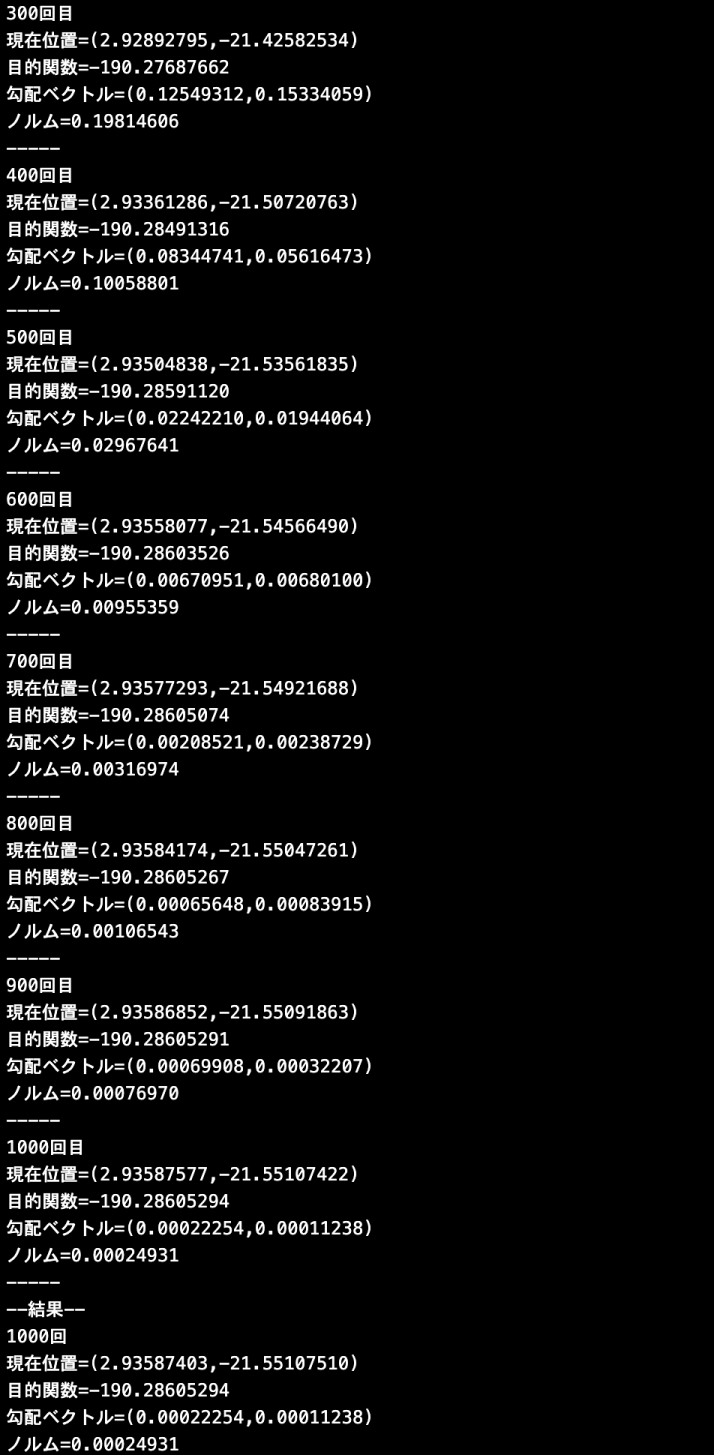 300回目
現在位置=(2.92892795,-21.42582534)
目的関数=-190.27687662
勾配ベクトル=(0.12549312,0.15334059)
ノルム=0.19814606
-----
400回目
現在位置=(2.93361286,-21.50720763)
目的関数=-190.28491316
勾配ベクトル=(0.08344741,0.05616473)
ノルム=0.10058801
-----
500回目
現在位置=(2.93504838,-21.53561835)
目的関数=-190.28591120
勾配ベクトル=(0.02242210,0.01944064)
ノルム=0.02967641
-----
600回目
現在位置=(2.93558077,-21.54566490)
目的関数=-190.28603526
勾配ベクトル=(0.00670951,0.00680100)
ノルム=0.00955359
-----
700回目
現在位置=(2.93577293,-21.54921688)
目的関数=-190.28605074
勾配ベクトル=(0.00208521,0.00238729)
ノルム=0.00316974
-----
800回目
現在位置=(2.93584174,-21.55047261)
目的関数=-190.28605267
勾配ベクトル=(0.00065648,0.00083915)
ノルム=0.00106543
-----
900回目
現在位置=(2.93586852,-21.55091863)
目的関数=-190.28605291
勾配ベクトル=(0.00069908,0.00032207)
ノルム=0.00076970
-----
1000回目
現在位置=(2.93587577,-21.55107422)
目的関数=-190.28605294
勾配ベクトル=(0.00022254,0.00011238)
ノルム=0.00024931
-----
--結果--
1000回
現在位置=(2.93587403,-21.55107510)
目的関数=-190.28605294
勾配ベクトル=(0.00022254,0.00011238)
ノルム=0.00024931